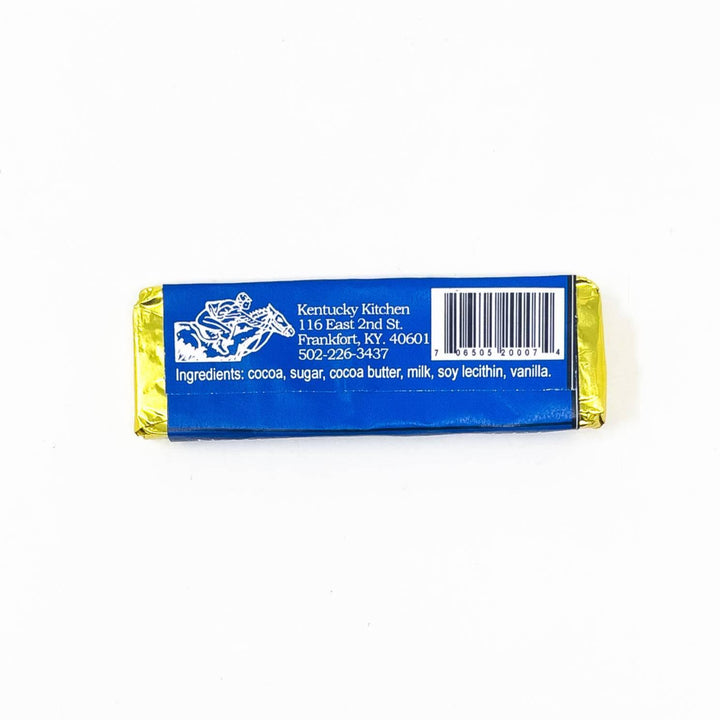 Kentucky Kitchen
116 East 2nd St.
Frankfort, KY. 40601
502-226-3437
7 06505 20007 4
Ingredients: cocoa, sugar, cocoa butter, milk, soy lecithin, vanilla.